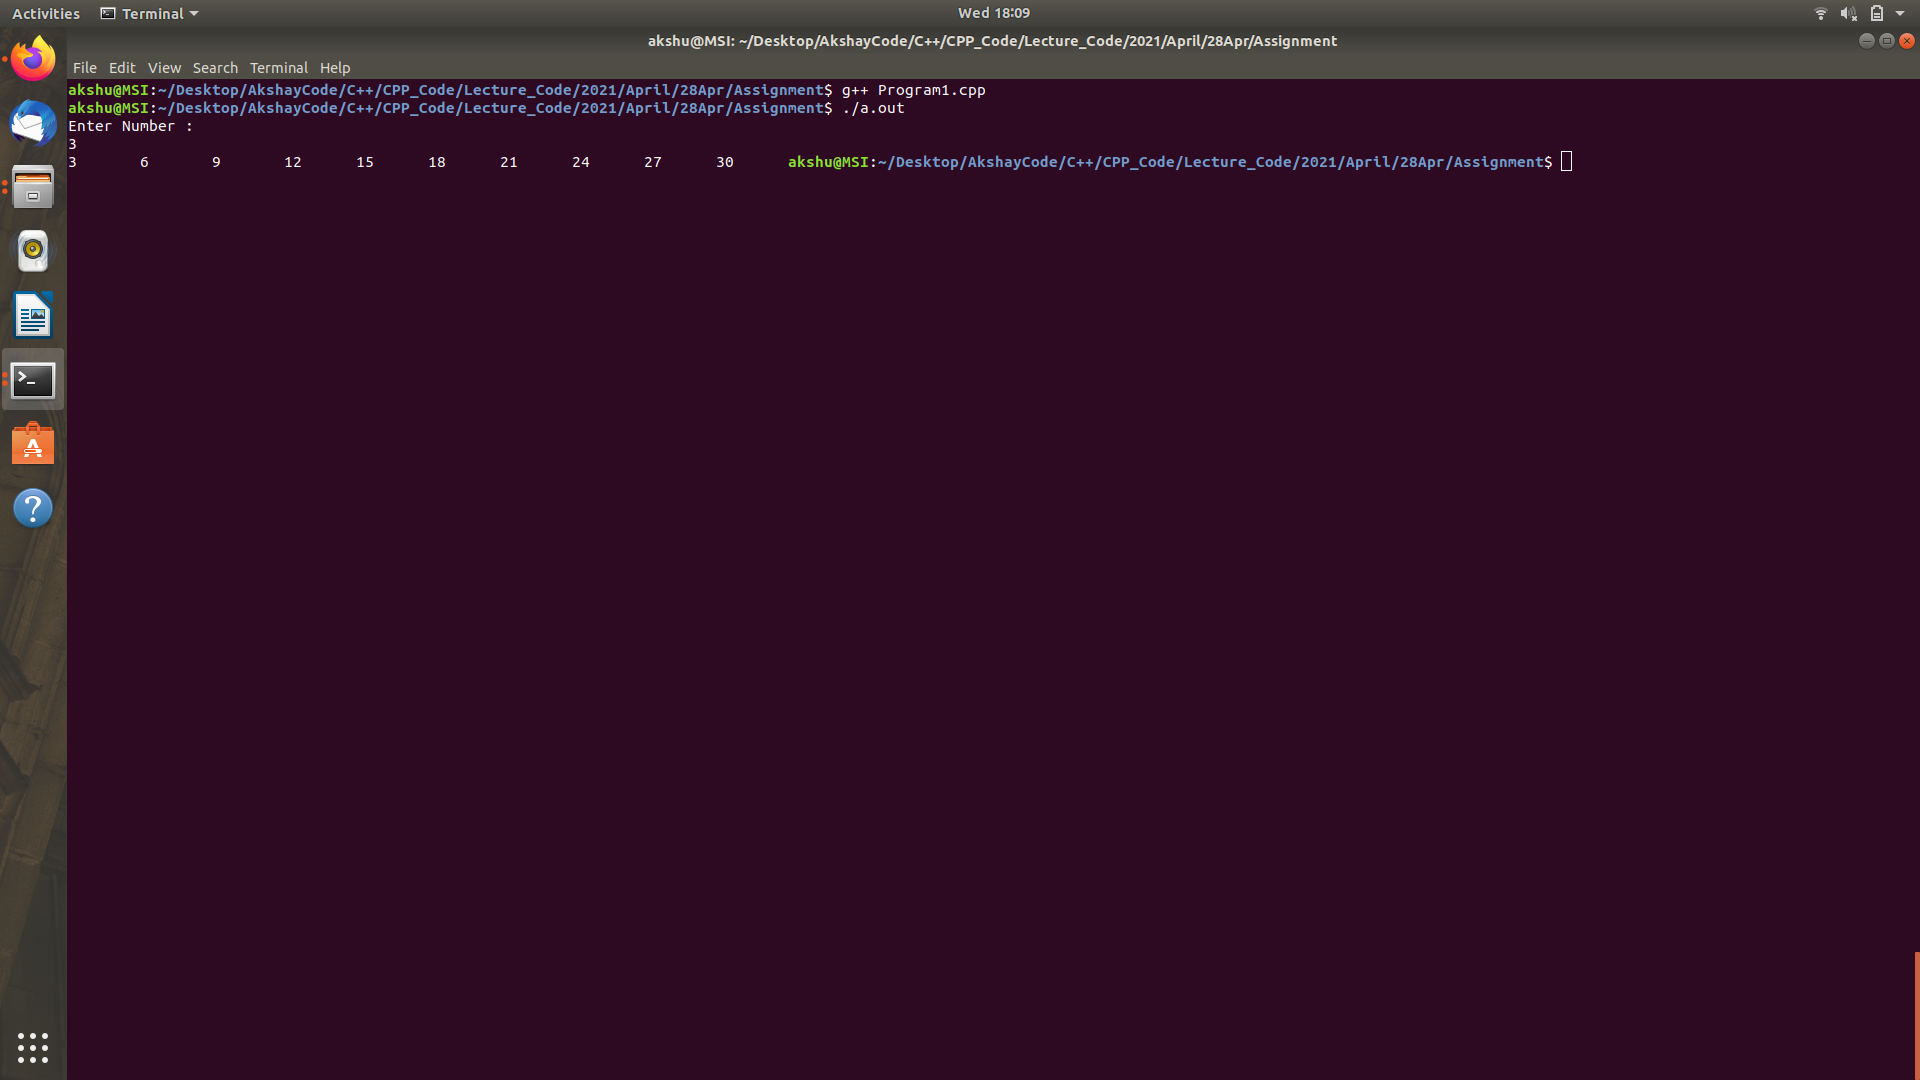 Activities Terminal Wed 18:09
akshu@MSI: ~/Desktop/AkshayCode/C++/CPP_Code/Lecture_Code/2021/April/28Apr/Assignment
File Edit View Search Terminal Help
akshu@MSI:~/Desktop/AkshayCode/C++/CPP_Code/Lecture_Code/2021/April/28Apr/Assignment$ g++ Program1.cpp
akshu@MSI:~/Desktop/AkshayCode/C++/CPP_Code/Lecture_Code/2021/April/28Apr/Assignment$ ./a.out
Enter Number :
3
3 6 9 12 15 18 21 24 27 30 akshu@MSI:~/Desktop/AkshayCode/C++/CPP_Code/Lecture_Code/2021/April/28Apr/Assignment$